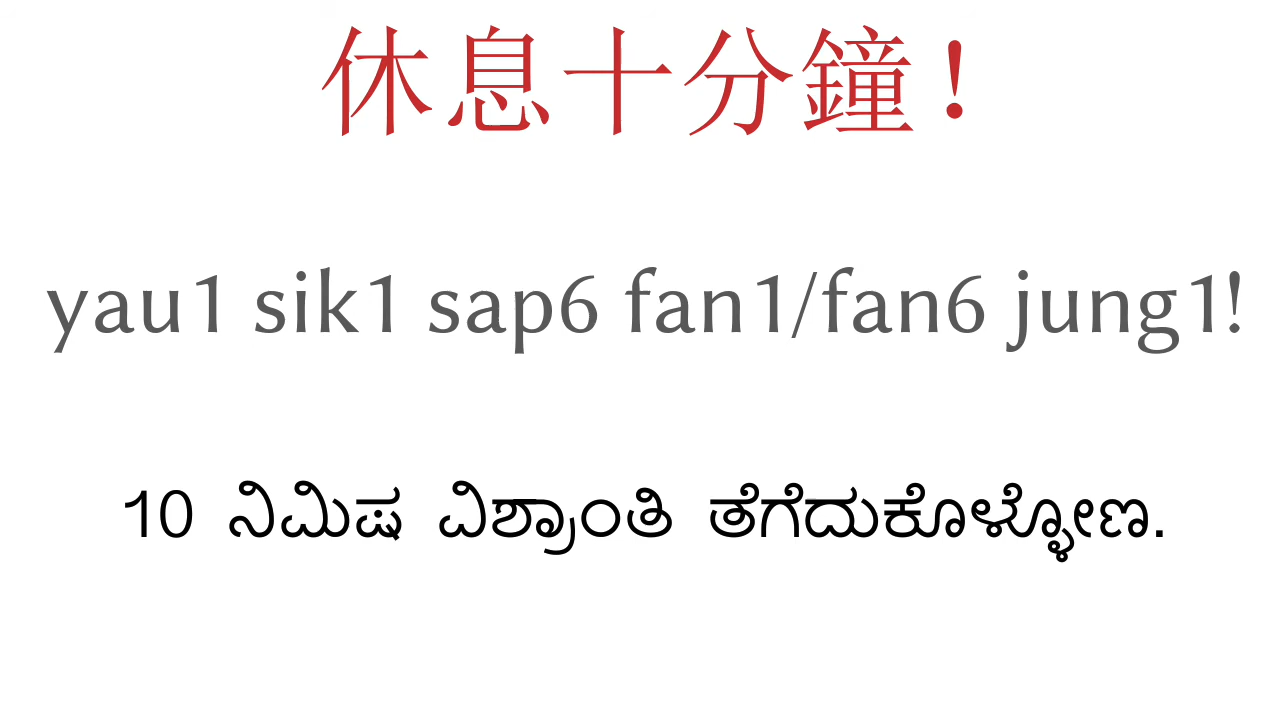 休息十分鐘！
yau1 sik1 sap6 fan1/fan6 jung1!
10 ನಿಮಿಷ ವಿಶ್ರಾಂತಿ ತೆಗೆದುಕೊಳ್ಳೋಣ.